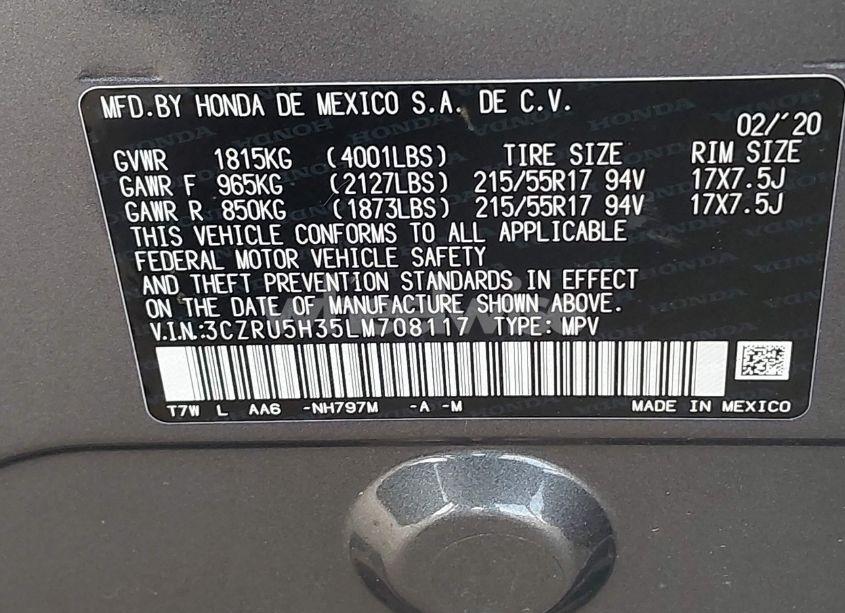 MFD.BY HONDA DE MEXICO S.A. DE C.V.
02/'20
GVWR 1815KG (4001LBS) TIRE SIZE RIM SIZE
GAWR F 965KG (2127LBS) 215/55R17 94V 17X7.5J
GAWR R 850KG (1873LBS) 215/55R17 94V 17X7.5J
THIS VEHICLE CONFORMS TO ALL APPLICABLE
FEDERAL MOTOR VEHICLE SAFETY
AND THEFT PREVENTION STANDARDS IN EFFECT
ON THE DATE OF MANUFACTURE SHOWN ABOVE.
V.I.N.:3CZRU5H35LM708117 TYPE: MPV
T7W L AA6 -NH797M -A -M MADE IN MEXICO